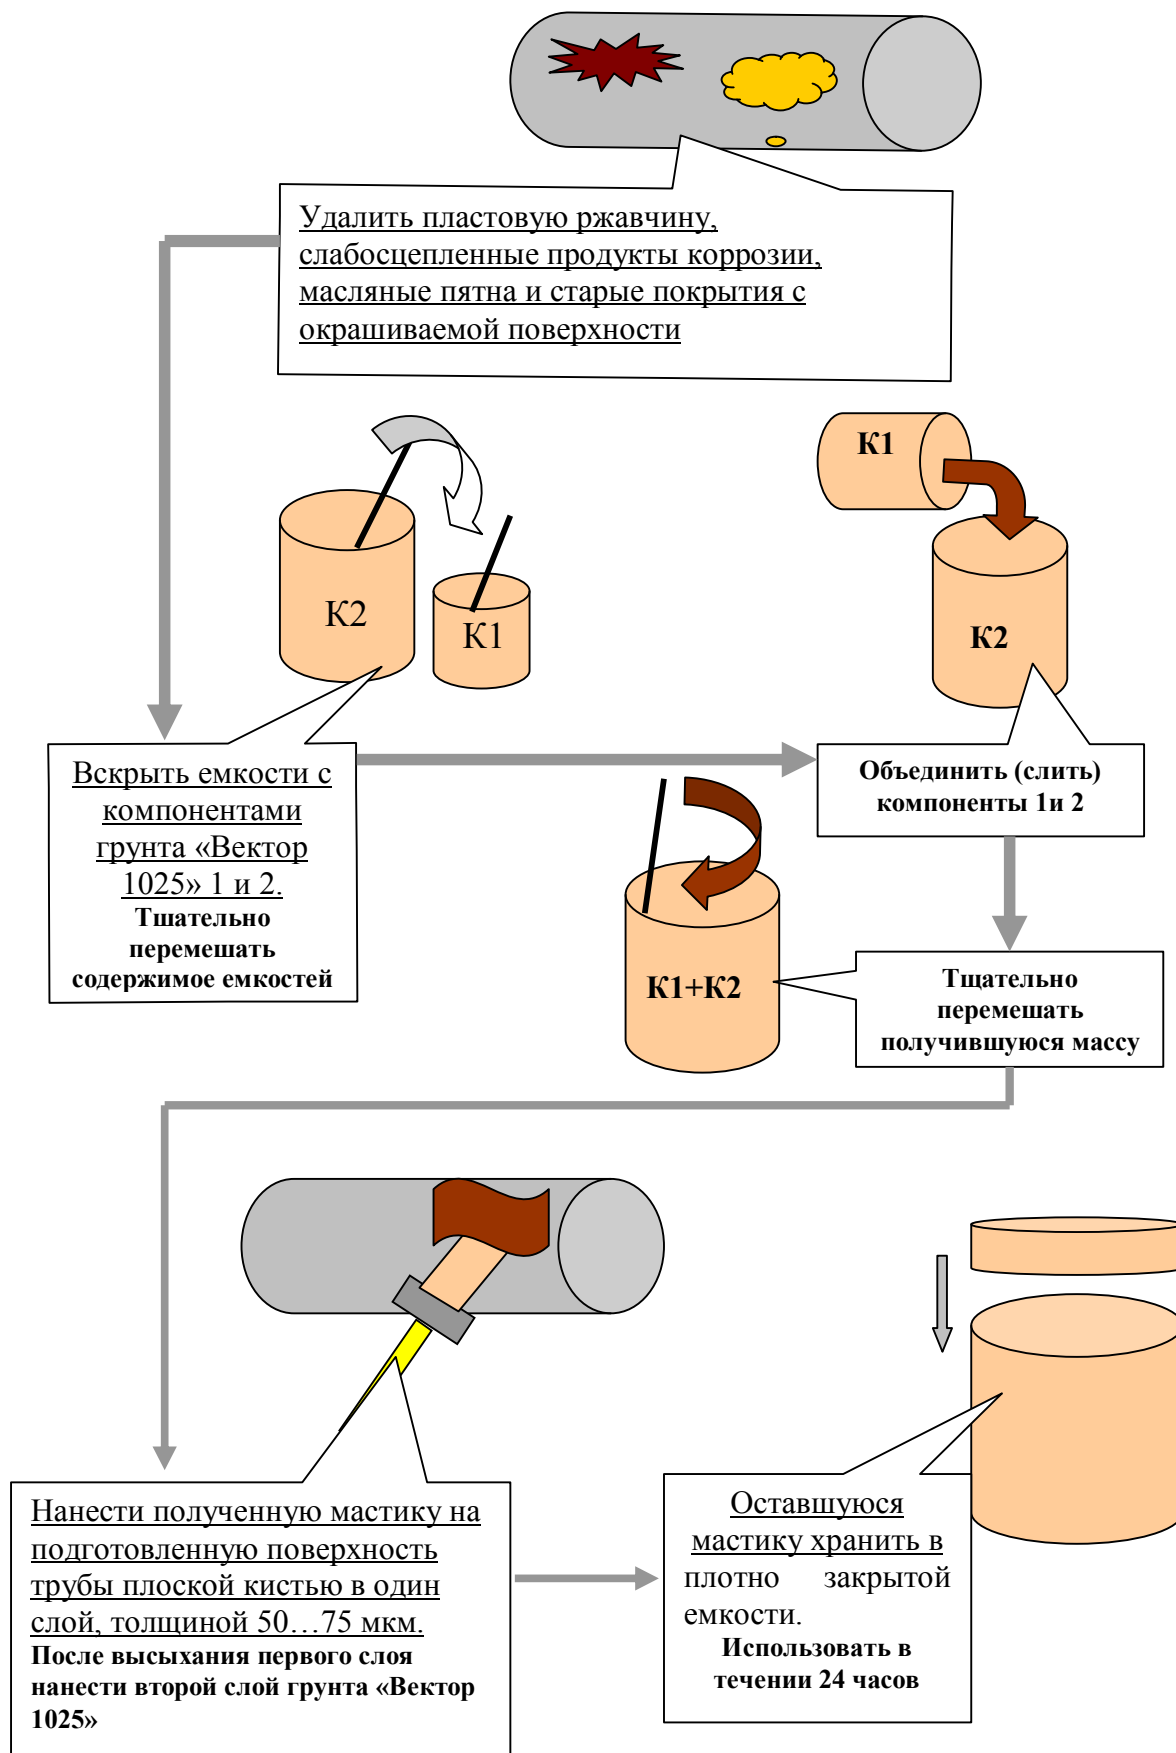 Удалить пластовую ржавчину,
слабосцепленные продукты коррозии,
масляные пятна и старые покрытия с
окрашиваемой поверхности
К2
К1
К1
К2
Вскрыть емкости с
компонентами
грунта «Вектор
1025» 1 и 2.
Тшательно
перемешать
содержимое емкостей
Объединить (слить)
компоненты 1и 2
К1+К2
Тщательно
перемешать
получившуюся массу
Нанести полученную мастику на
подготовленную поверхность
трубы плоской кистью в один
слой, толщиной 50…75 мкм.
После высыхания первого слоя
нанести второй слой грунта «Вектор
1025»
Оставшуюся
мастику хранить в
плотно закрытой
емкости.
Использовать в
течении 24 часов